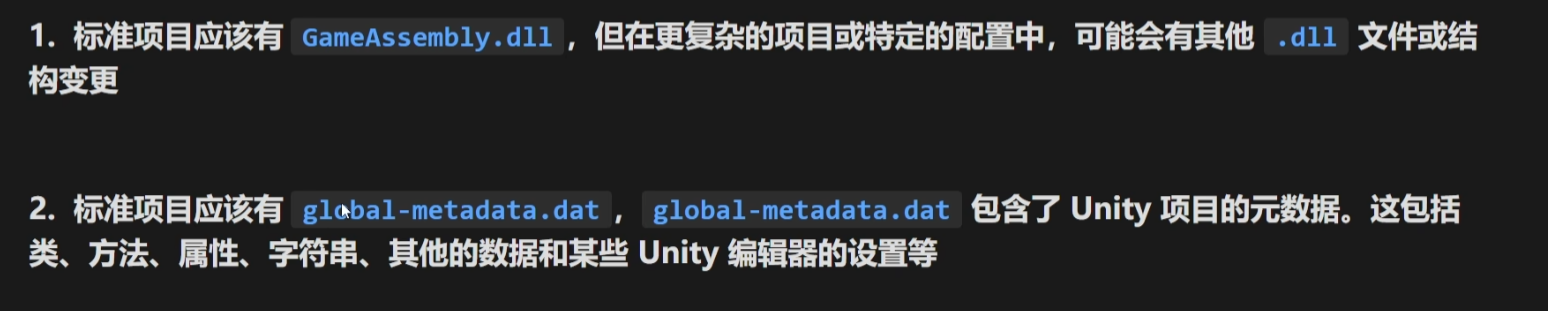 1. 标准项目应该有 GameAssembly.dll，但在更复杂的项目或特定的配置中，可能会有其他 .dll 文件或结
构变更
2. 标准项目应该有 global-metadata.dat，global-metadata.dat 包含了 Unity 项目的元数据。这包括
类、方法、属性、字符串、其他的数据和某些 Unity 编辑器的设置等